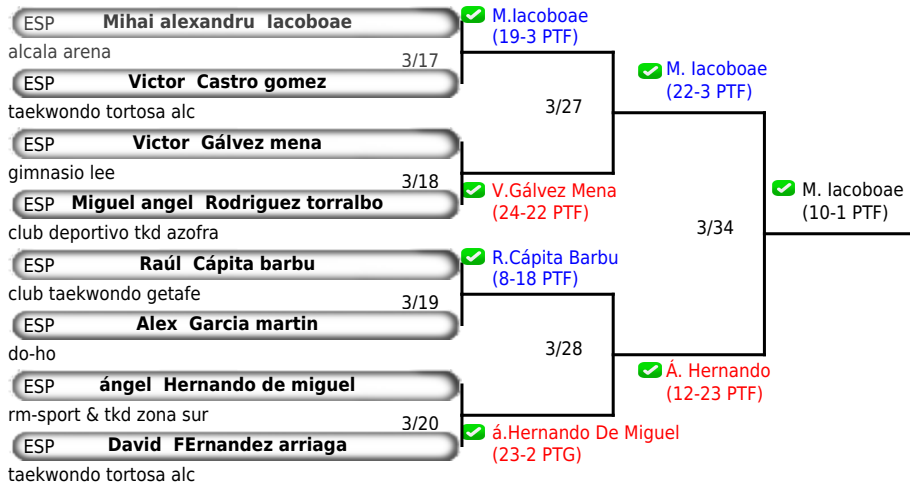 ESP Mihai alexandru Iacoboae
alcala arena
3/17
ESP Victor Castro gomez
taekwondo tortosa alc
ESP Victor Gálvez mena
gimnasio lee
3/18
ESP Miguel angel Rodriguez torralbo
club deportivo tkd azofra
ESP Raúl Cápita barbu
club taekwondo getafe
3/19
ESP Alex Garcia martin
do-ho
ESP ángel Hernando de miguel
rm-sport & tkd zona sur
3/20
ESP David FErnandez arriaga
taekwondo tortosa alc
M.Iacoboae
(19-3 PTF)
3/27
V.Gálvez Mena
(24-22 PTF)
R.Cápita Barbu
(8-18 PTF)
3/28
á.Hernando De Miguel
(23-2 PTG)
M. Iacoboae
(22-3 PTF)
3/34
Á. Hernando
(12-23 PTF)
M. Iacoboae
(10-1 PTF)